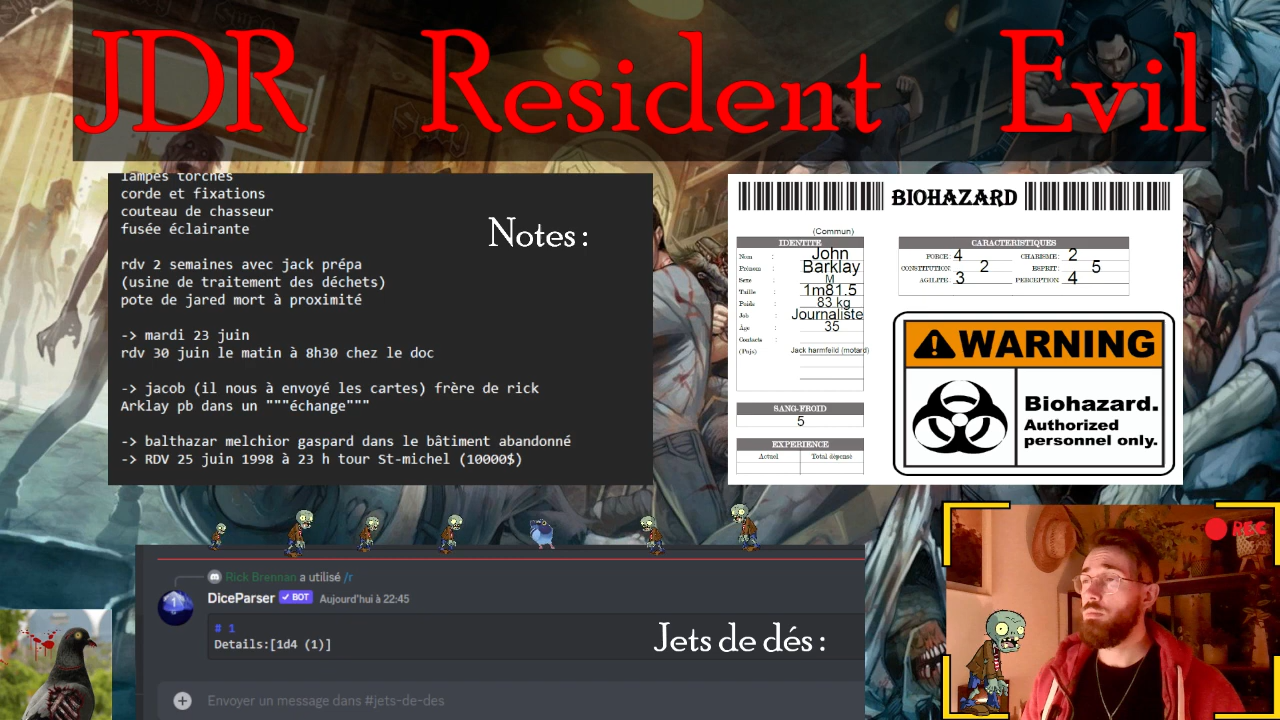 JDR Resident Evil
lampes torches
corde et fixations
couteau de chasseur
fusée éclairante
Notes :
rdv 2 semaines avec jack prépa
(usine de traitement des déchets)
pote de jared mort à proximité
-> mardi 23 juin
rdv 30 juin le matin à 8h30 chez le doc
-> jacob (il nous à envoyé les cartes) frère de rick
Arklay pb dans un """échange"""
-> balthazar melchior gaspard dans le bâtiment abandonné
-> RDV 25 juin 1998 à 23 h tour St-michel (10000$)
BIOHAZARD
(Commun)
IDENTITE
Nom : John
Prénom : Barklay
Sexe : M
Taille : 1m81.5
Poids : 83 kg
Job : Journaliste
Âge : 35
Contacts :
(Pnjs) Jack harmfeild (motard)
CARACTERISTIQUES
FORCE : 4 CHARISME : 2
CONSTITUTION : 2 ESPRIT : 5
AGILITE : 3 PERCEPTION : 4
SANG-FROID
5
EXPERIENCE
Actuel Total dépensé
WARNING
Biohazard.
Authorized
personnel only.
Rick Brennan a utilisé /r
DiceParser BOT Aujourd'hui à 22:45
# 1
Details:[1d4 (1)]
Jets de dés :
Envoyer un message dans #jets-de-des
REC